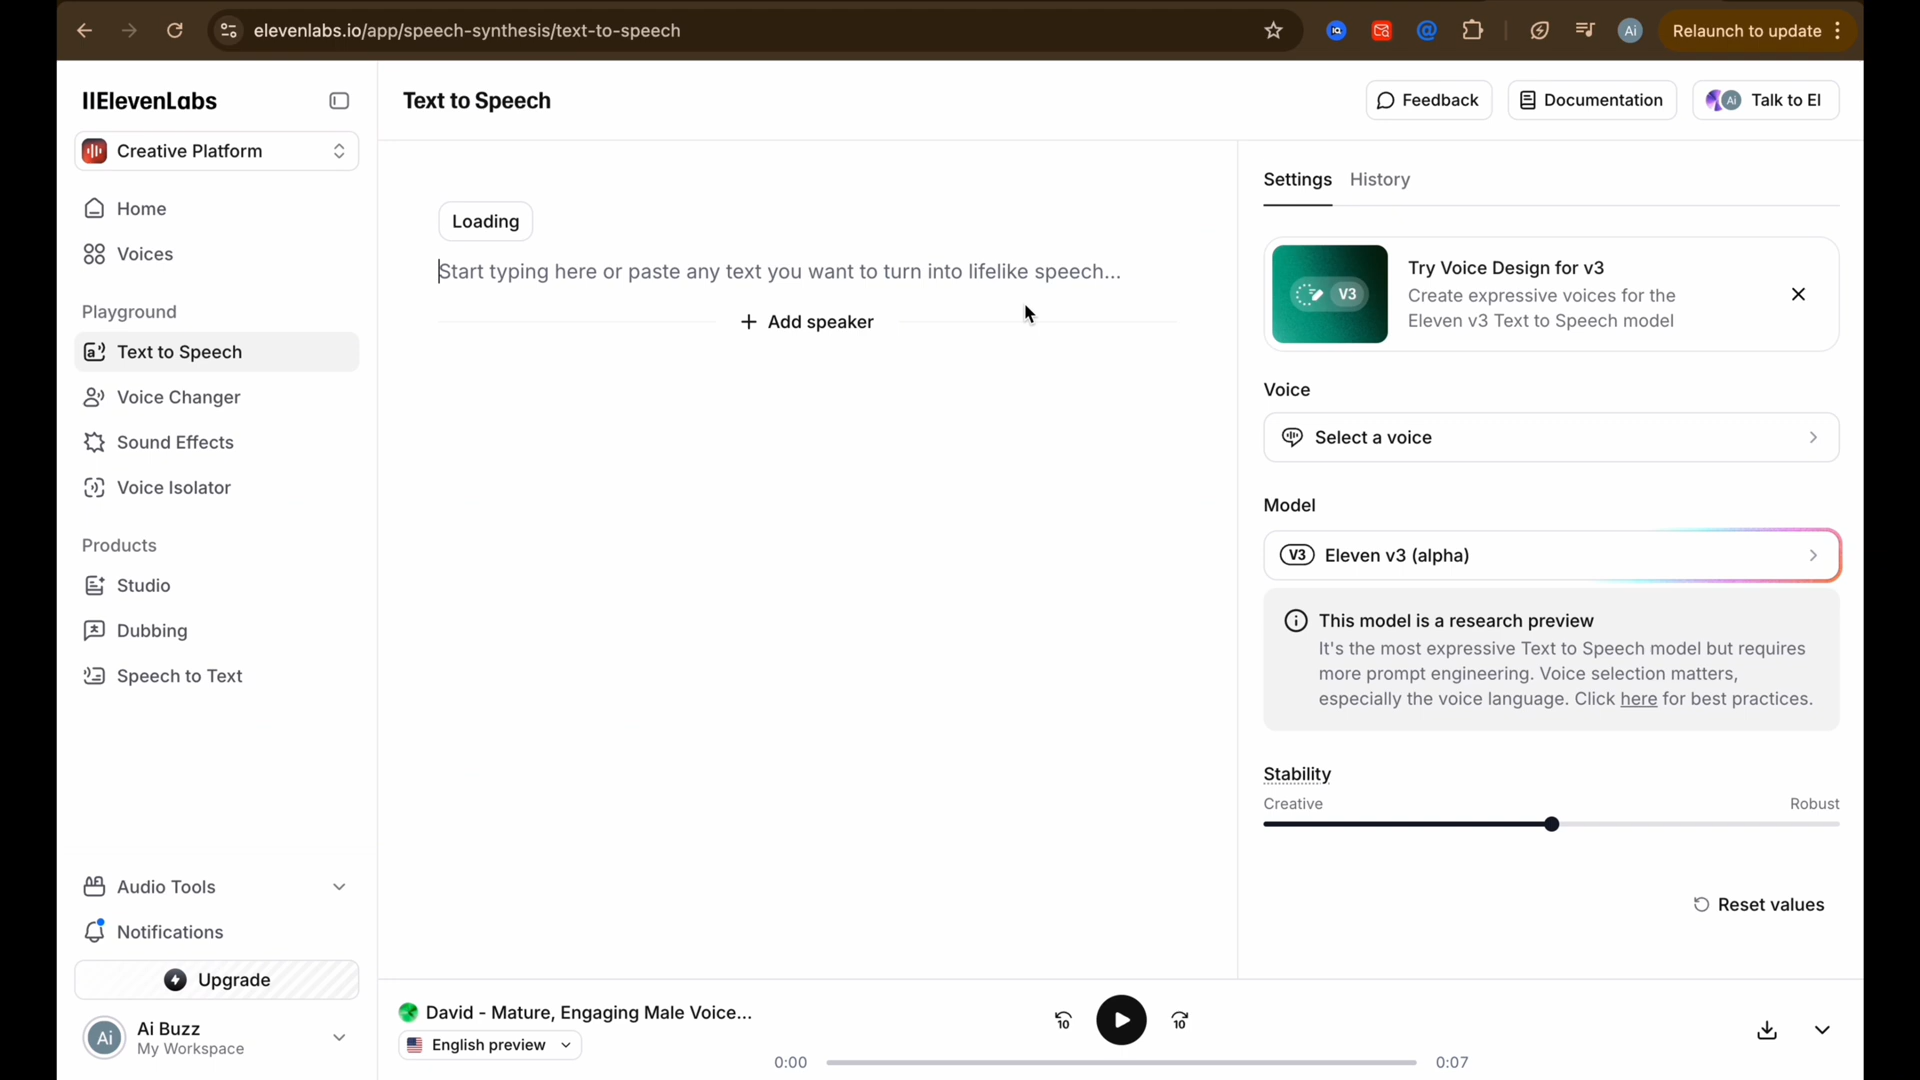 elevenlabs.io/app/speech-synthesis/text-to-speech
Ai
Relaunch to update
IIElevenLabs
Creative Platform
Home
Voices
Playground
Text to Speech
Voice Changer
Sound Effects
Voice Isolator
Products
Studio
Dubbing
Speech to Text
Audio Tools
Notifications
Upgrade
Ai
Ai Buzz
My Workspace
Text to Speech
Feedback
Documentation
Ai
Talk to El
Loading
Start typing here or paste any text you want to turn into lifelike speech...
Add speaker
Settings
History
V3
Try Voice Design for v3
Create expressive voices for the
Eleven v3 Text to Speech model
Voice
Select a voice
Model
V3
Eleven v3 (alpha)
This model is a research preview
It's the most expressive Text to Speech model but requires
more prompt engineering. Voice selection matters,
especially the voice language. Click here for best practices.
Stability
Creative
Robust
Reset values
David - Mature, Engaging Male Voice...
English preview
10
10
0:00
0:07